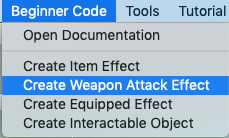 Beginner Code Tools Tutorial
Open Documentation
Create Item Effect
Create Weapon Attack Effect
Create Equipped Effect
Create Interactable Object